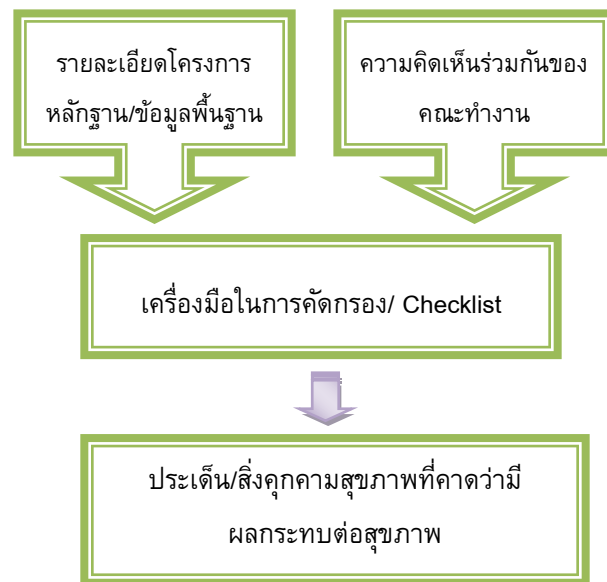 รายละเอียดโครงการ
หลักฐาน/ข้อมูลพื้นฐาน
ความคิดเห็นร่วมกันของ
คณะทำงาน
เครื่องมือในการคัดกรอง/ Checklist
ประเด็น/สิ่งคุกคามสุขภาพที่คาดว่ามี
ผลกระทบต่อสุขภาพ